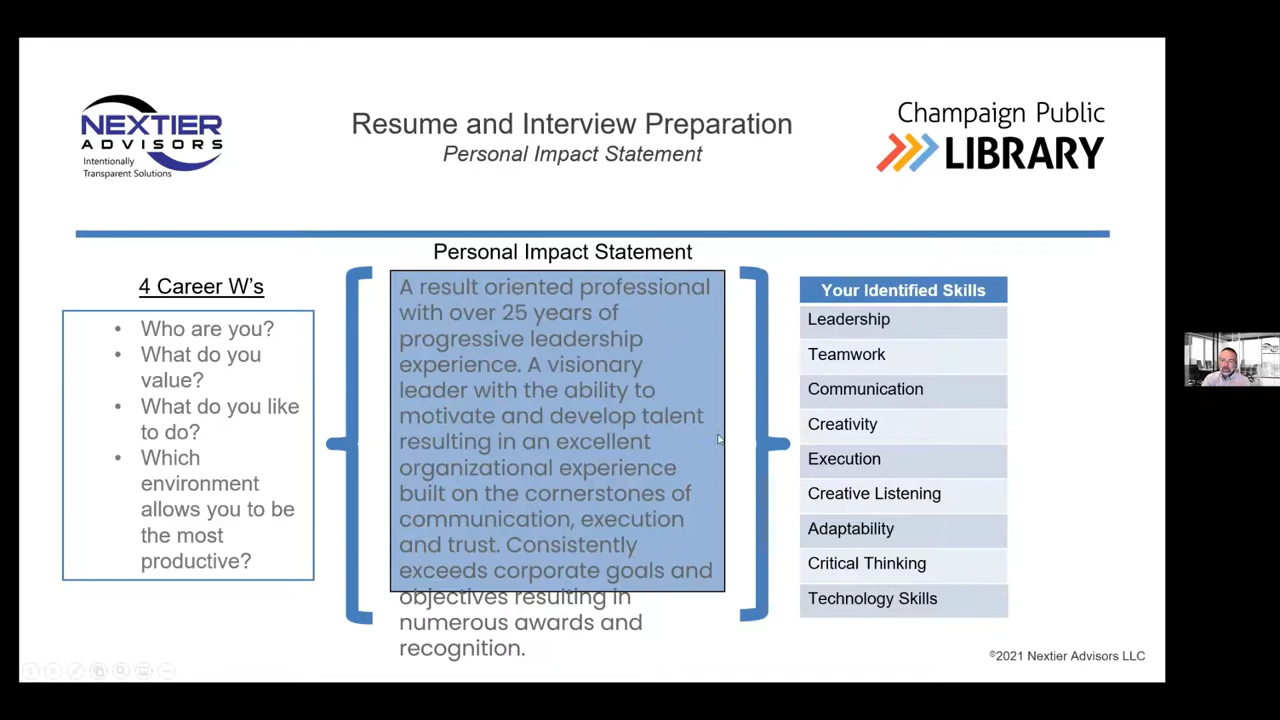 NEXTIER
ADVISORS
Intentionally
Transparent Solutions
Resume and Interview Preparation
Personal Impact Statement
Champaign Public
LIBRARY
4 Career W's
• Who are you?
• What do you
value?
• What do you like
to do?
• Which
environment
allows you to be
the most
productive?
Personal Impact Statement
A result oriented professional
with over 25 years of
progressive leadership
experience. A visionary
leader with the ability to
motivate and develop talent
resulting in an excellent
organizational experience
built on the cornerstones of
communication, execution
and trust. Consistently
exceeds corporate goals and
objectives resulting in
numerous awards and
recognition.
Your Identified Skills
Leadership
Teamwork
Communication
Creativity
Execution
Creative Listening
Adaptability
Critical Thinking
Technology Skills
©2021 Nextier Advisors LLC